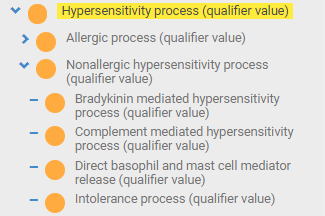 Hypersensitivity process (qualifier value)
Allergic process (qualifier value)
Nonallergic hypersensitivity process
(qualifier value)
Bradykinin mediated hypersensitivity
process (qualifier value)
Complement mediated hypersensitivity
process (qualifier value)
Direct basophil and mast cell mediator
release (qualifier value)
Intolerance process (qualifier value)